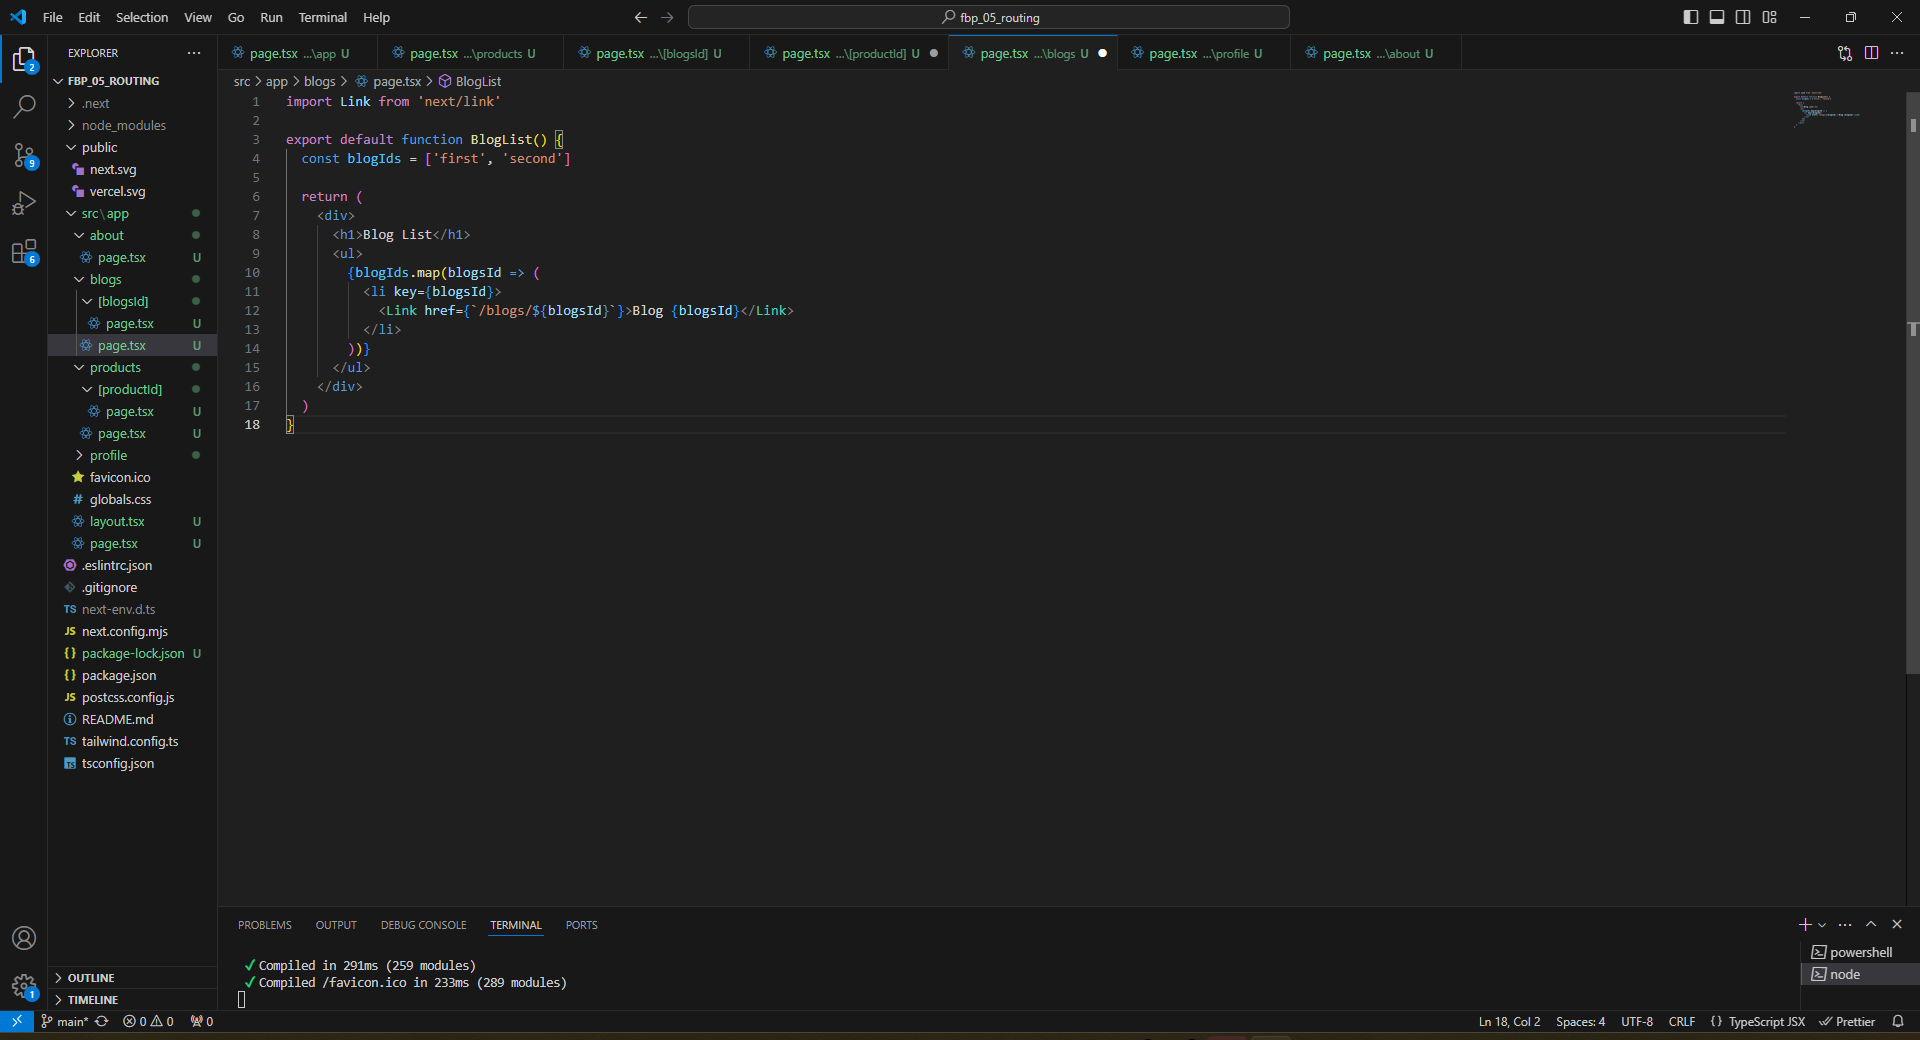 File Edit Selection View Go Run Terminal Help
fbp_05_routing
EXPLORER
FBP_05_ROUTING
.next
node_modules
public
next.svg
vercel.svg
src\app
about
page.tsx U
blogs
[blogsId]
page.tsx U
page.tsx U
products
[productId]
page.tsx U
page.tsx U
profile
favicon.ico
globals.css
layout.tsx U
page.tsx U
.eslintrc.json
.gitignore
TS next-env.d.ts
JS next.config.mjs
{} package-lock.json U
{} package.json
JS postcss.config.js
README.md
TS tailwind.config.ts
TS tsconfig.json
OUTLINE
TIMELINE
2
9
6
1
page.tsx ...\app U
page.tsx ...\products U
page.tsx ...\[blogsId] U
page.tsx ...\[productId] U
page.tsx ...\blogs U
page.tsx ...\profile U
page.tsx ...\about U
src > app > blogs > page.tsx > BlogList
1 import Link from 'next/link'
2
3 export default function BlogList() {
4 const blogIds = ['first', 'second']
5
6 return (
7 <div>
8 <h1>Blog List</h1>
9 <ul>
10 {blogIds.map(blogsId => (
11 <li key={blogsId}>
12 <Link href={`/blogs/${blogsId}`}>Blog {blogsId}</Link>
13 </li>
14 ))}
15 </ul>
16 </div>
17 )
18 }
PROBLEMS OUTPUT DEBUG CONSOLE TERMINAL PORTS
✓ Compiled in 291ms (259 modules)
✓ Compiled /favicon.ico in 233ms (289 modules)
powershell
node
main* 0 0 0
Ln 18, Col 2 Spaces: 4 UTF-8 CRLF {} TypeScript JSX Prettier